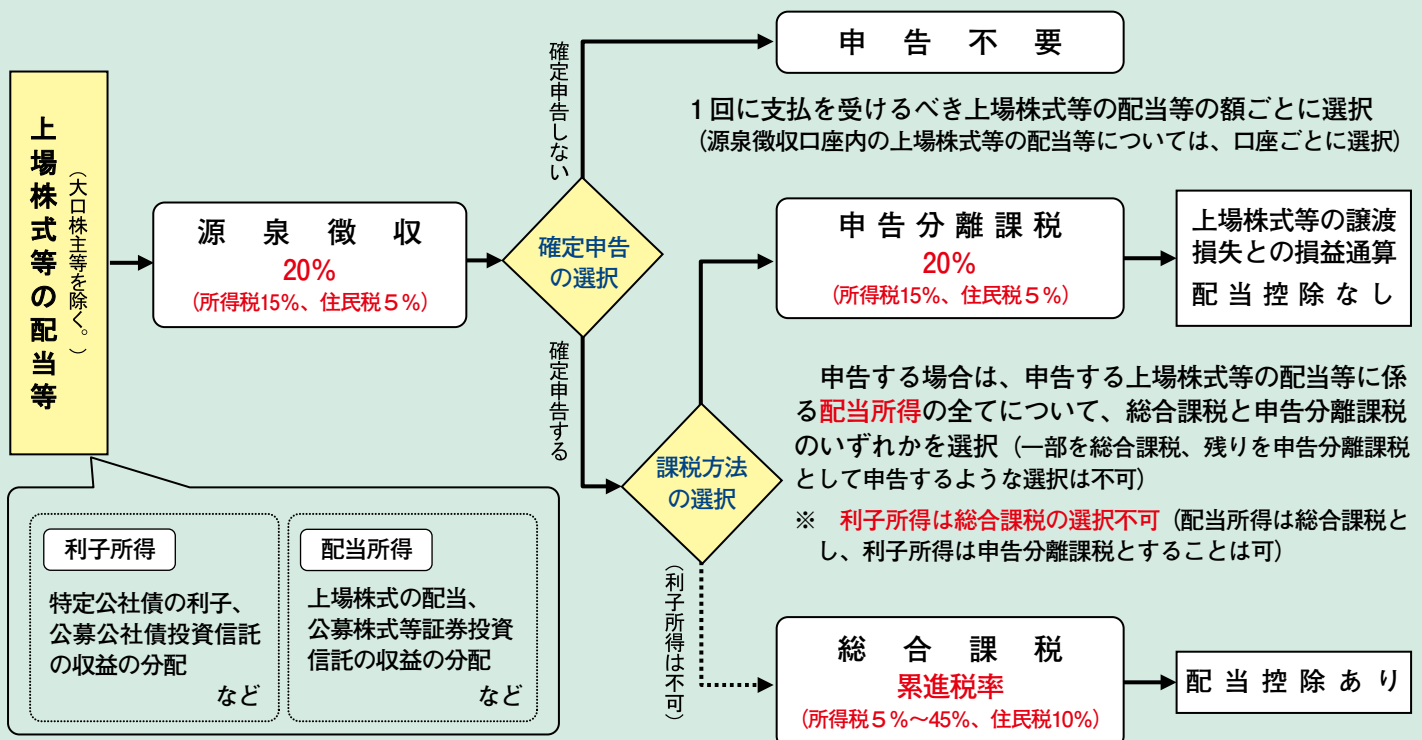 上場株式等の配当等
（大口株主等を除く。）
源泉徴収
20%
（所得税15%、住民税５％）
確定申告
の選択
確定申告しない
申告不要
１回に支払を受けるべき上場株式等の配当等の額ごとに選択
（源泉徴収口座内の上場株式等の配当等については、口座ごとに選択）
確定申告する
課税方法
の選択
申告分離課税
20%
（所得税15%、住民税５％）
上場株式等の譲渡
損失との損益通算
配当控除なし
申告する場合は、申告する上場株式等の配当等に係
る配当所得の全てについて、総合課税と申告分離課税
のいずれかを選択（一部を総合課税、残りを申告分離課税
として申告するような選択は不可）
※　利子所得は総合課税の選択不可（配当所得は総合課税と
し、利子所得は申告分離課税とすることは可）
（利子所得は不可）
総合課税
累進税率
（所得税５％～45%、住民税10%）
配当控除あり
利子所得
特定公社債の利子、
公募公社債投資信託
の収益の分配
など
配当所得
上場株式の配当、
公募株式等証券投資
信託の収益の分配
など